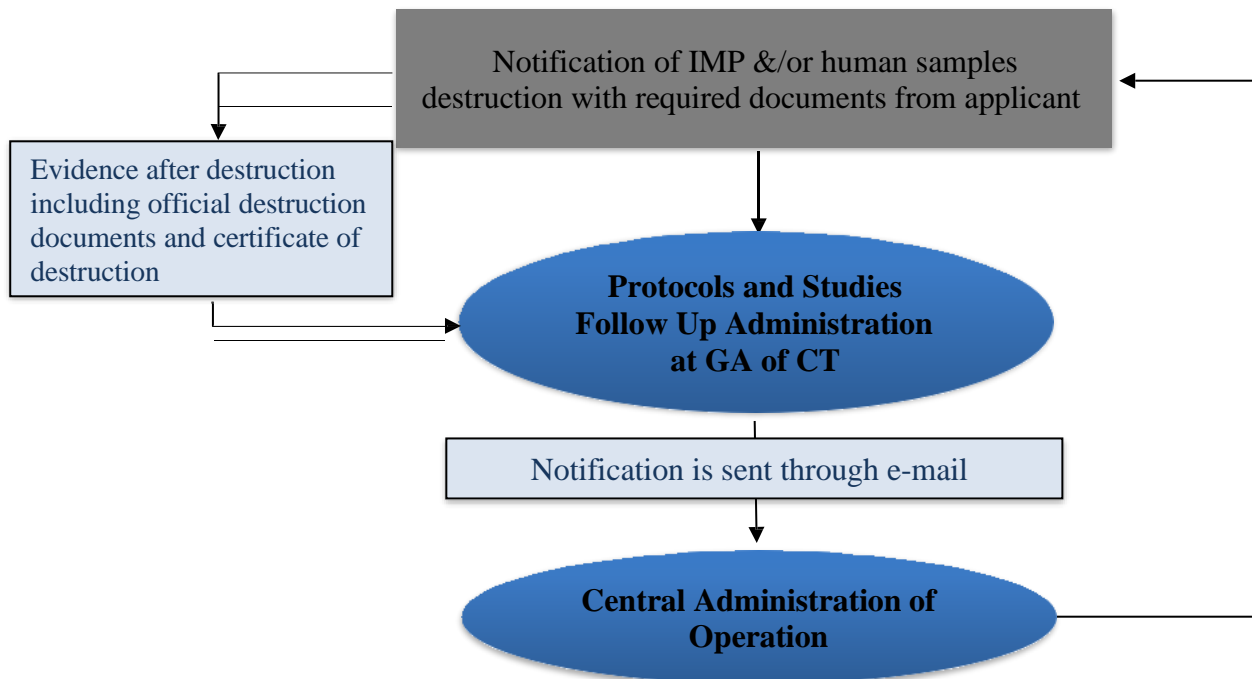 Notification of IMP &/or human samples
destruction with required documents from applicant
Evidence after destruction
including official destruction
documents and certificate of
destruction
Protocols and Studies
Follow Up Administration
at GA of CT
Notification is sent through e-mail
Central Administration of
Operation